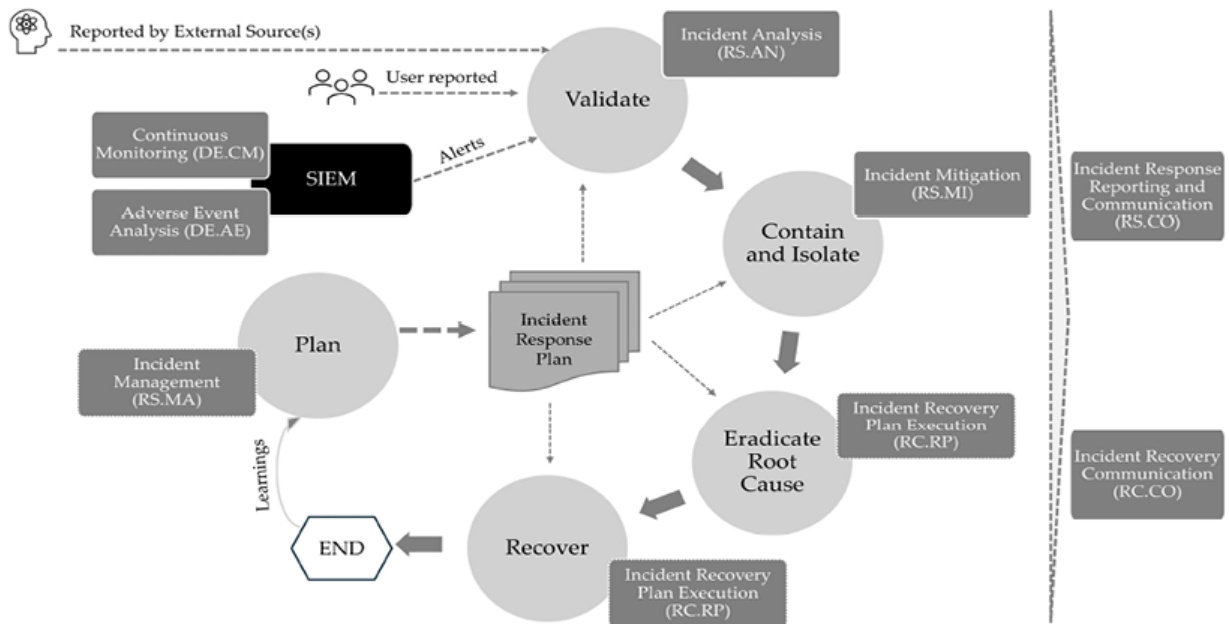 Reported by External Source(s)
Incident Analysis
(RS.AN)
User reported
Validate
Continuous
Monitoring (DE.CM)
Alerts
SIEM
Adverse Event
Analysis (DE.AE)
Incident Mitigation
(RS.MI)
Incident Response
Reporting and
Communication
(RS.CO)
Contain
and Isolate
Plan
Incident
Response
Plan
Incident
Management
(RS.MA)
Incident Recovery
Plan Execution
(RC.RP)
Eradicate
Root
Cause
Incident Recovery
Communication
(RC.CO)
Learnings
END
Recover
Incident Recovery
Plan Execution
(RC.RP)